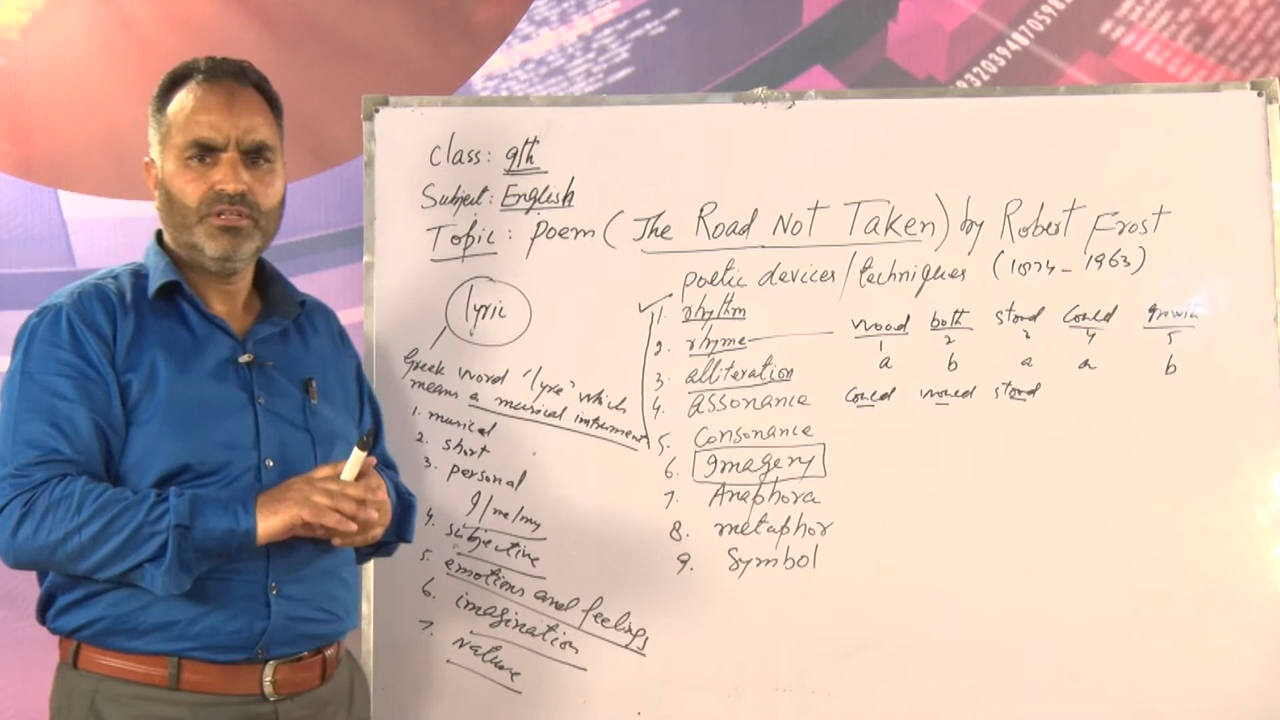 9320394870598
Class: 9th
Subject: English
Topic: Poem (The Road Not Taken) by Robert Frost
poetic devices/techniques (1874-1963)
lyric
Greek word 'lyre' which
means a musical instrument
1. musical
2. short
3. personal
I/me/my
4. subjective
5. emotions and feelings
6. imagination
7. Nature
1. rhythm
2. rhyme wood both stood could growth
1 2 3 4 5
a b a a b
3. alliteration
4. assonance could would stood
5. Consonance
6. Imagery
7. Anaphora
8. metaphor
9. Symbol